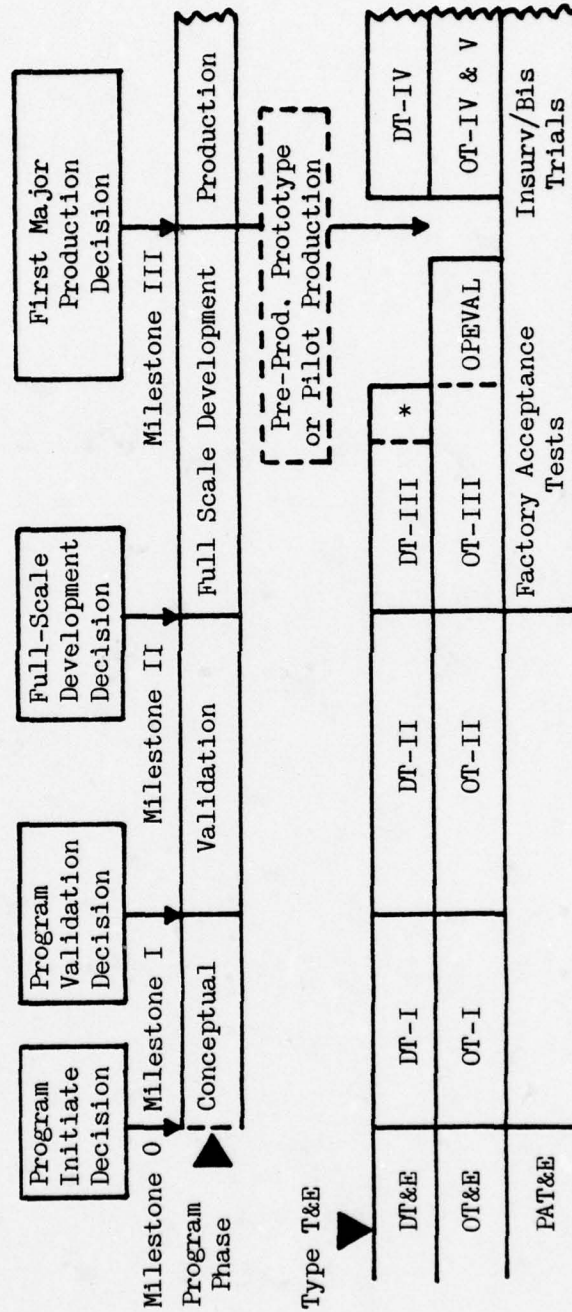 Program
Initiate
Decision
Program
Validation
Decision
Full-Scale
Development
Decision
First Major
Production
Decision
Milestone O
Milestone I
Milestone II
Milestone III
Program
Phase
Conceptual
Validation
Full Scale Development
Production
Pre-Prod. Prototype
or Pilot Production
Type T&E
DT&E
DT-I
DT-II
DT-III
*
DT-IV
OT&E
OT-I
OT-II
OT-III
OPEVAL
OT-IV & V
PAT&E
Factory Acceptance
Tests
Insurv/Bis
Trials